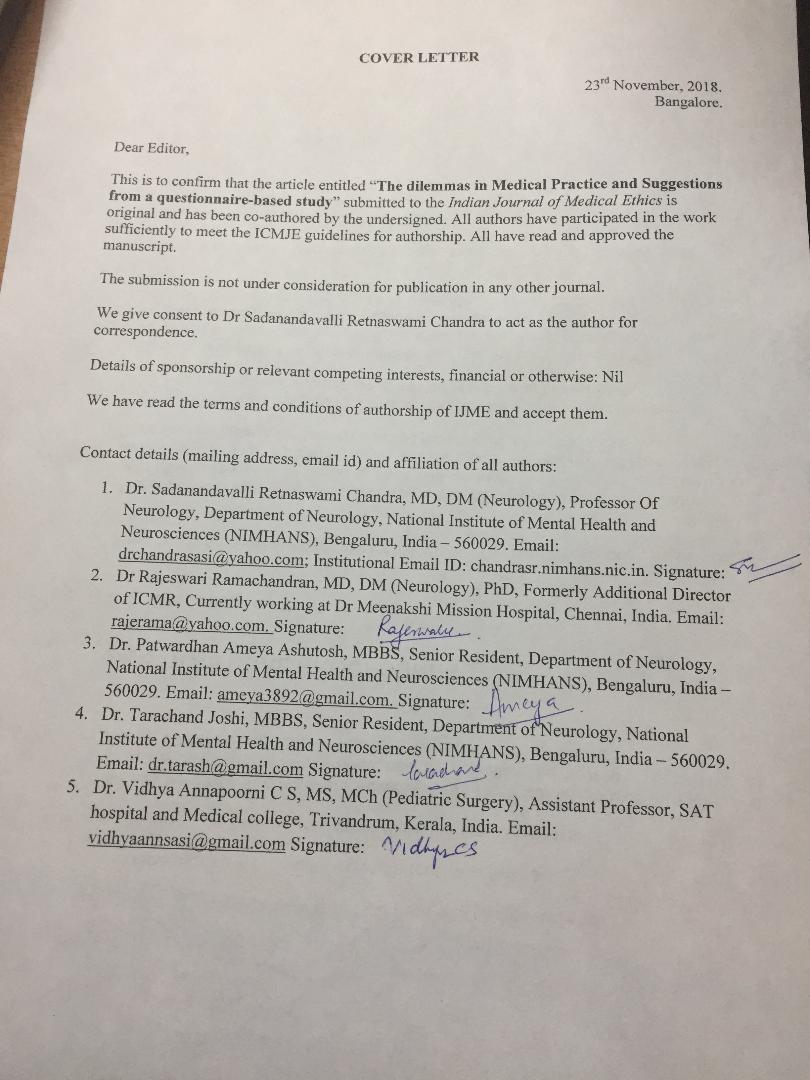 COVER LETTER
23rd November, 2018.
Bangalore.
Dear Editor,
This is to confirm that the article entitled “The dilemmas in Medical Practice and Suggestions
from a questionnaire-based study” submitted to the Indian Journal of Medical Ethics is
original and has been co-authored by the undersigned. All authors have participated in the work
sufficiently to meet the ICMJE guidelines for authorship. All have read and approved the
manuscript.
The submission is not under consideration for publication in any other journal.
We give consent to Dr Sadanandavalli Retnaswami Chandra to act as the author for
correspondence.
Details of sponsorship or relevant competing interests, financial or otherwise: Nil
We have read the terms and conditions of authorship of IJME and accept them.
Contact details (mailing address, email id) and affiliation of all authors:
1. Dr. Sadanandavalli Retnaswami Chandra, MD, DM (Neurology), Professor Of
Neurology, Department of Neurology, National Institute of Mental Health and
Neurosciences (NIMHANS), Bengaluru, India – 560029. Email:
drchandrasasi@yahoo.com; Institutional Email ID: chandrasr.nimhans.nic.in. Signature:
2. Dr Rajeswari Ramachandran, MD, DM (Neurology), PhD, Formerly Additional Director
of ICMR, Currently working at Dr Meenakshi Mission Hospital, Chennai, India. Email:
rajerama@yahoo.com. Signature:
3. Dr. Patwardhan Ameya Ashutosh, MBBS, Senior Resident, Department of Neurology,
National Institute of Mental Health and Neurosciences (NIMHANS), Bengaluru, India –
560029. Email: ameya3892@gmail.com. Signature: Ameya
4. Dr. Tarachand Joshi, MBBS, Senior Resident, Department of Neurology, National
Institute of Mental Health and Neurosciences (NIMHANS), Bengaluru, India – 560029.
Email: dr.tarash@gmail.com Signature:
5. Dr. Vidhya Annapoorni C S, MS, MCh (Pediatric Surgery), Assistant Professor, SAT
hospital and Medical college, Trivandrum, Kerala, India. Email:
vidhyaannsasi@gmail.com Signature: Vidhya CS